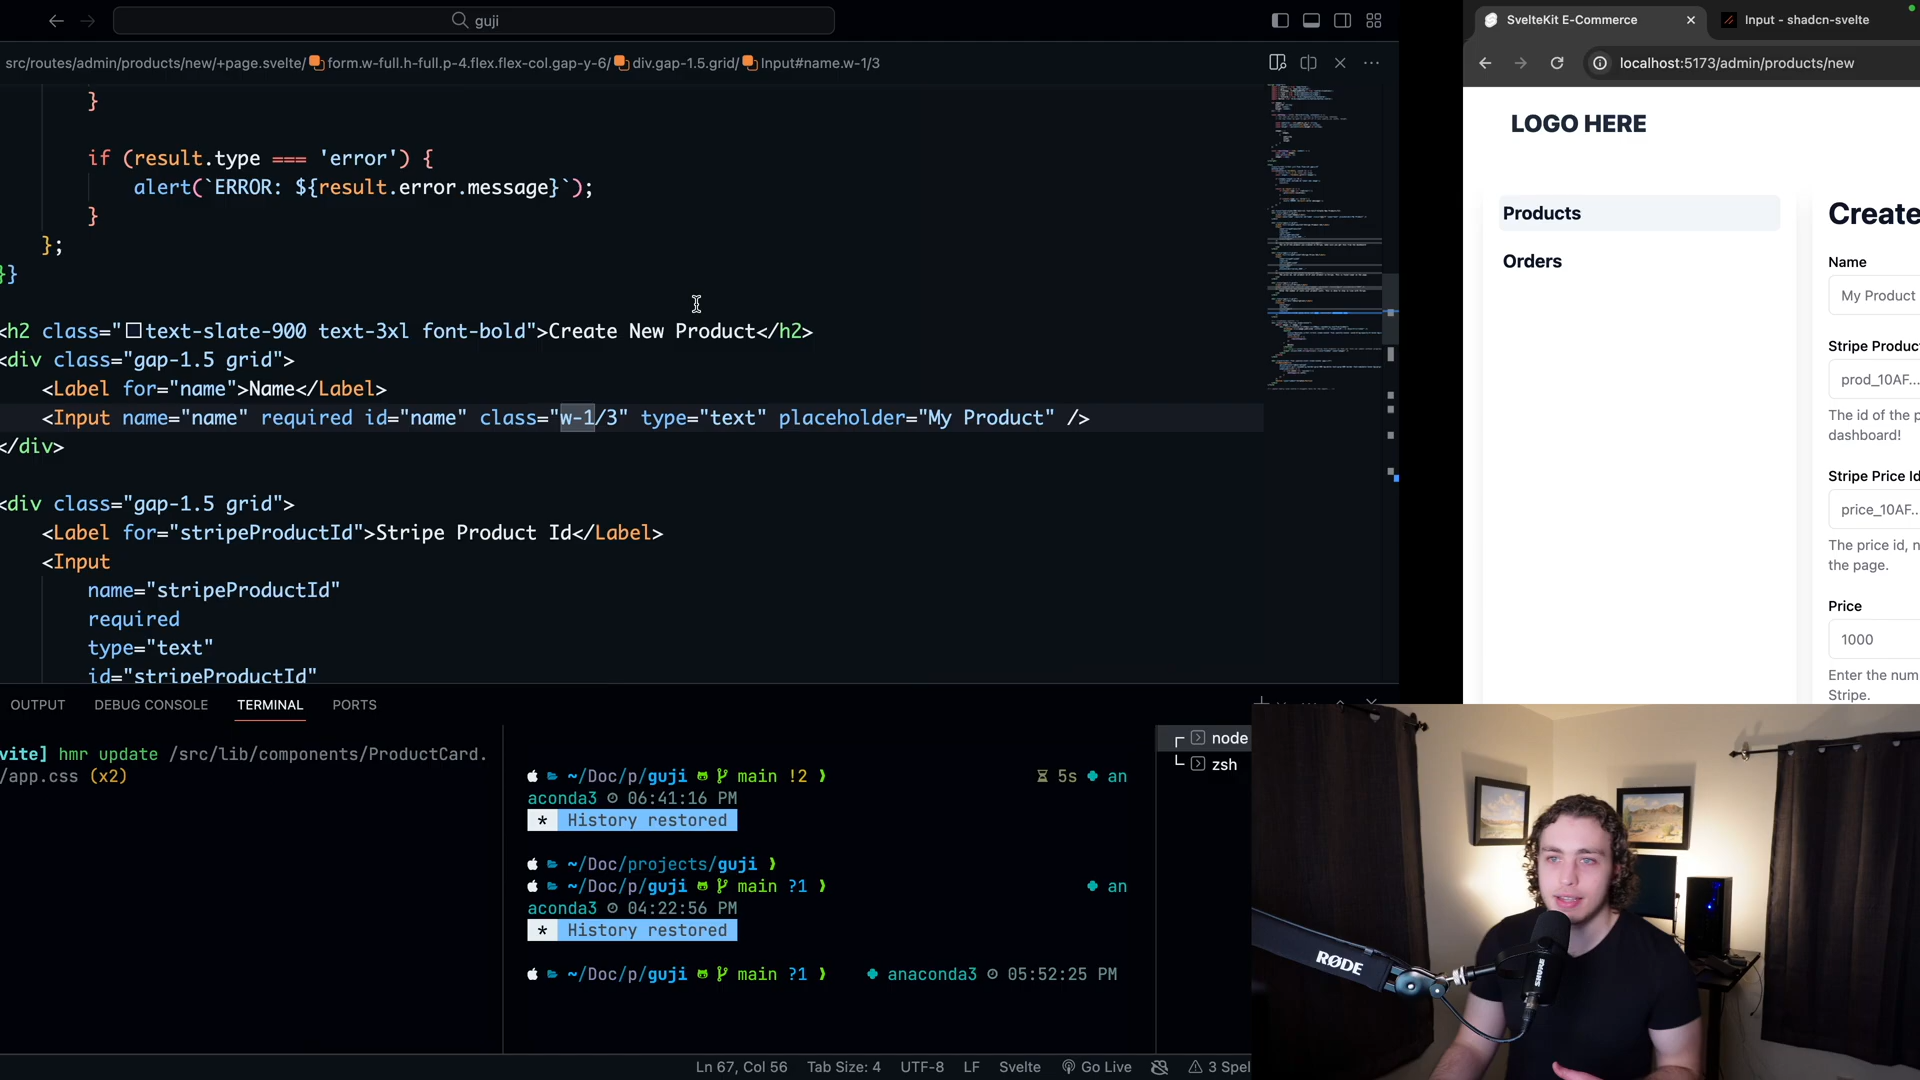 guji
src/routes/admin/products/new/+page.svelte/ form.w-full.h-full.p-4.flex.flex-col.gap-y-6/ div.gap-1.5.grid/ Input#name.w-1/3
}
if (result.type === 'error') {
alert(`ERROR: ${result.error.message}`);
}
};
}}
<h2 class="text-slate-900 text-3xl font-bold">Create New Product</h2>
<div class="gap-1.5 grid">
<Label for="name">Name</Label>
<Input name="name" required id="name" class="w-1/3" type="text" placeholder="My Product" />
</div>
<div class="gap-1.5 grid">
<Label for="stripeProductId">Stripe Product Id</Label>
<Input
name="stripeProductId"
required
type="text"
id="stripeProductId"
OUTPUT DEBUG CONSOLE TERMINAL PORTS
vite] hmr update /src/lib/components/ProductCard.
/app.css (x2)
~/Doc/p/guji main !2 ❯ 5s an
aconda3 06:41:16 PM
* History restored
~/Doc/projects/guji ❯
~/Doc/p/guji main ?1 ❯ an
aconda3 04:22:56 PM
* History restored
~/Doc/p/guji main ?1 ❯ anaconda3 05:52:25 PM
node
zsh
Ln 67, Col 56 Tab Size: 4 UTF-8 LF Svelte Go Live 3 Spel
SvelteKit E-Commerce
Input - shadcn-svelte
localhost:5173/admin/products/new
LOGO HERE
Products
Orders
Create
Name
My Product
Stripe Produc
prod_10AF...
The id of the p
dashboard!
Stripe Price Id
price_10AF...
The price id, n
the page.
Price
1000
Enter the num
Stripe.
RØDE
SHURE